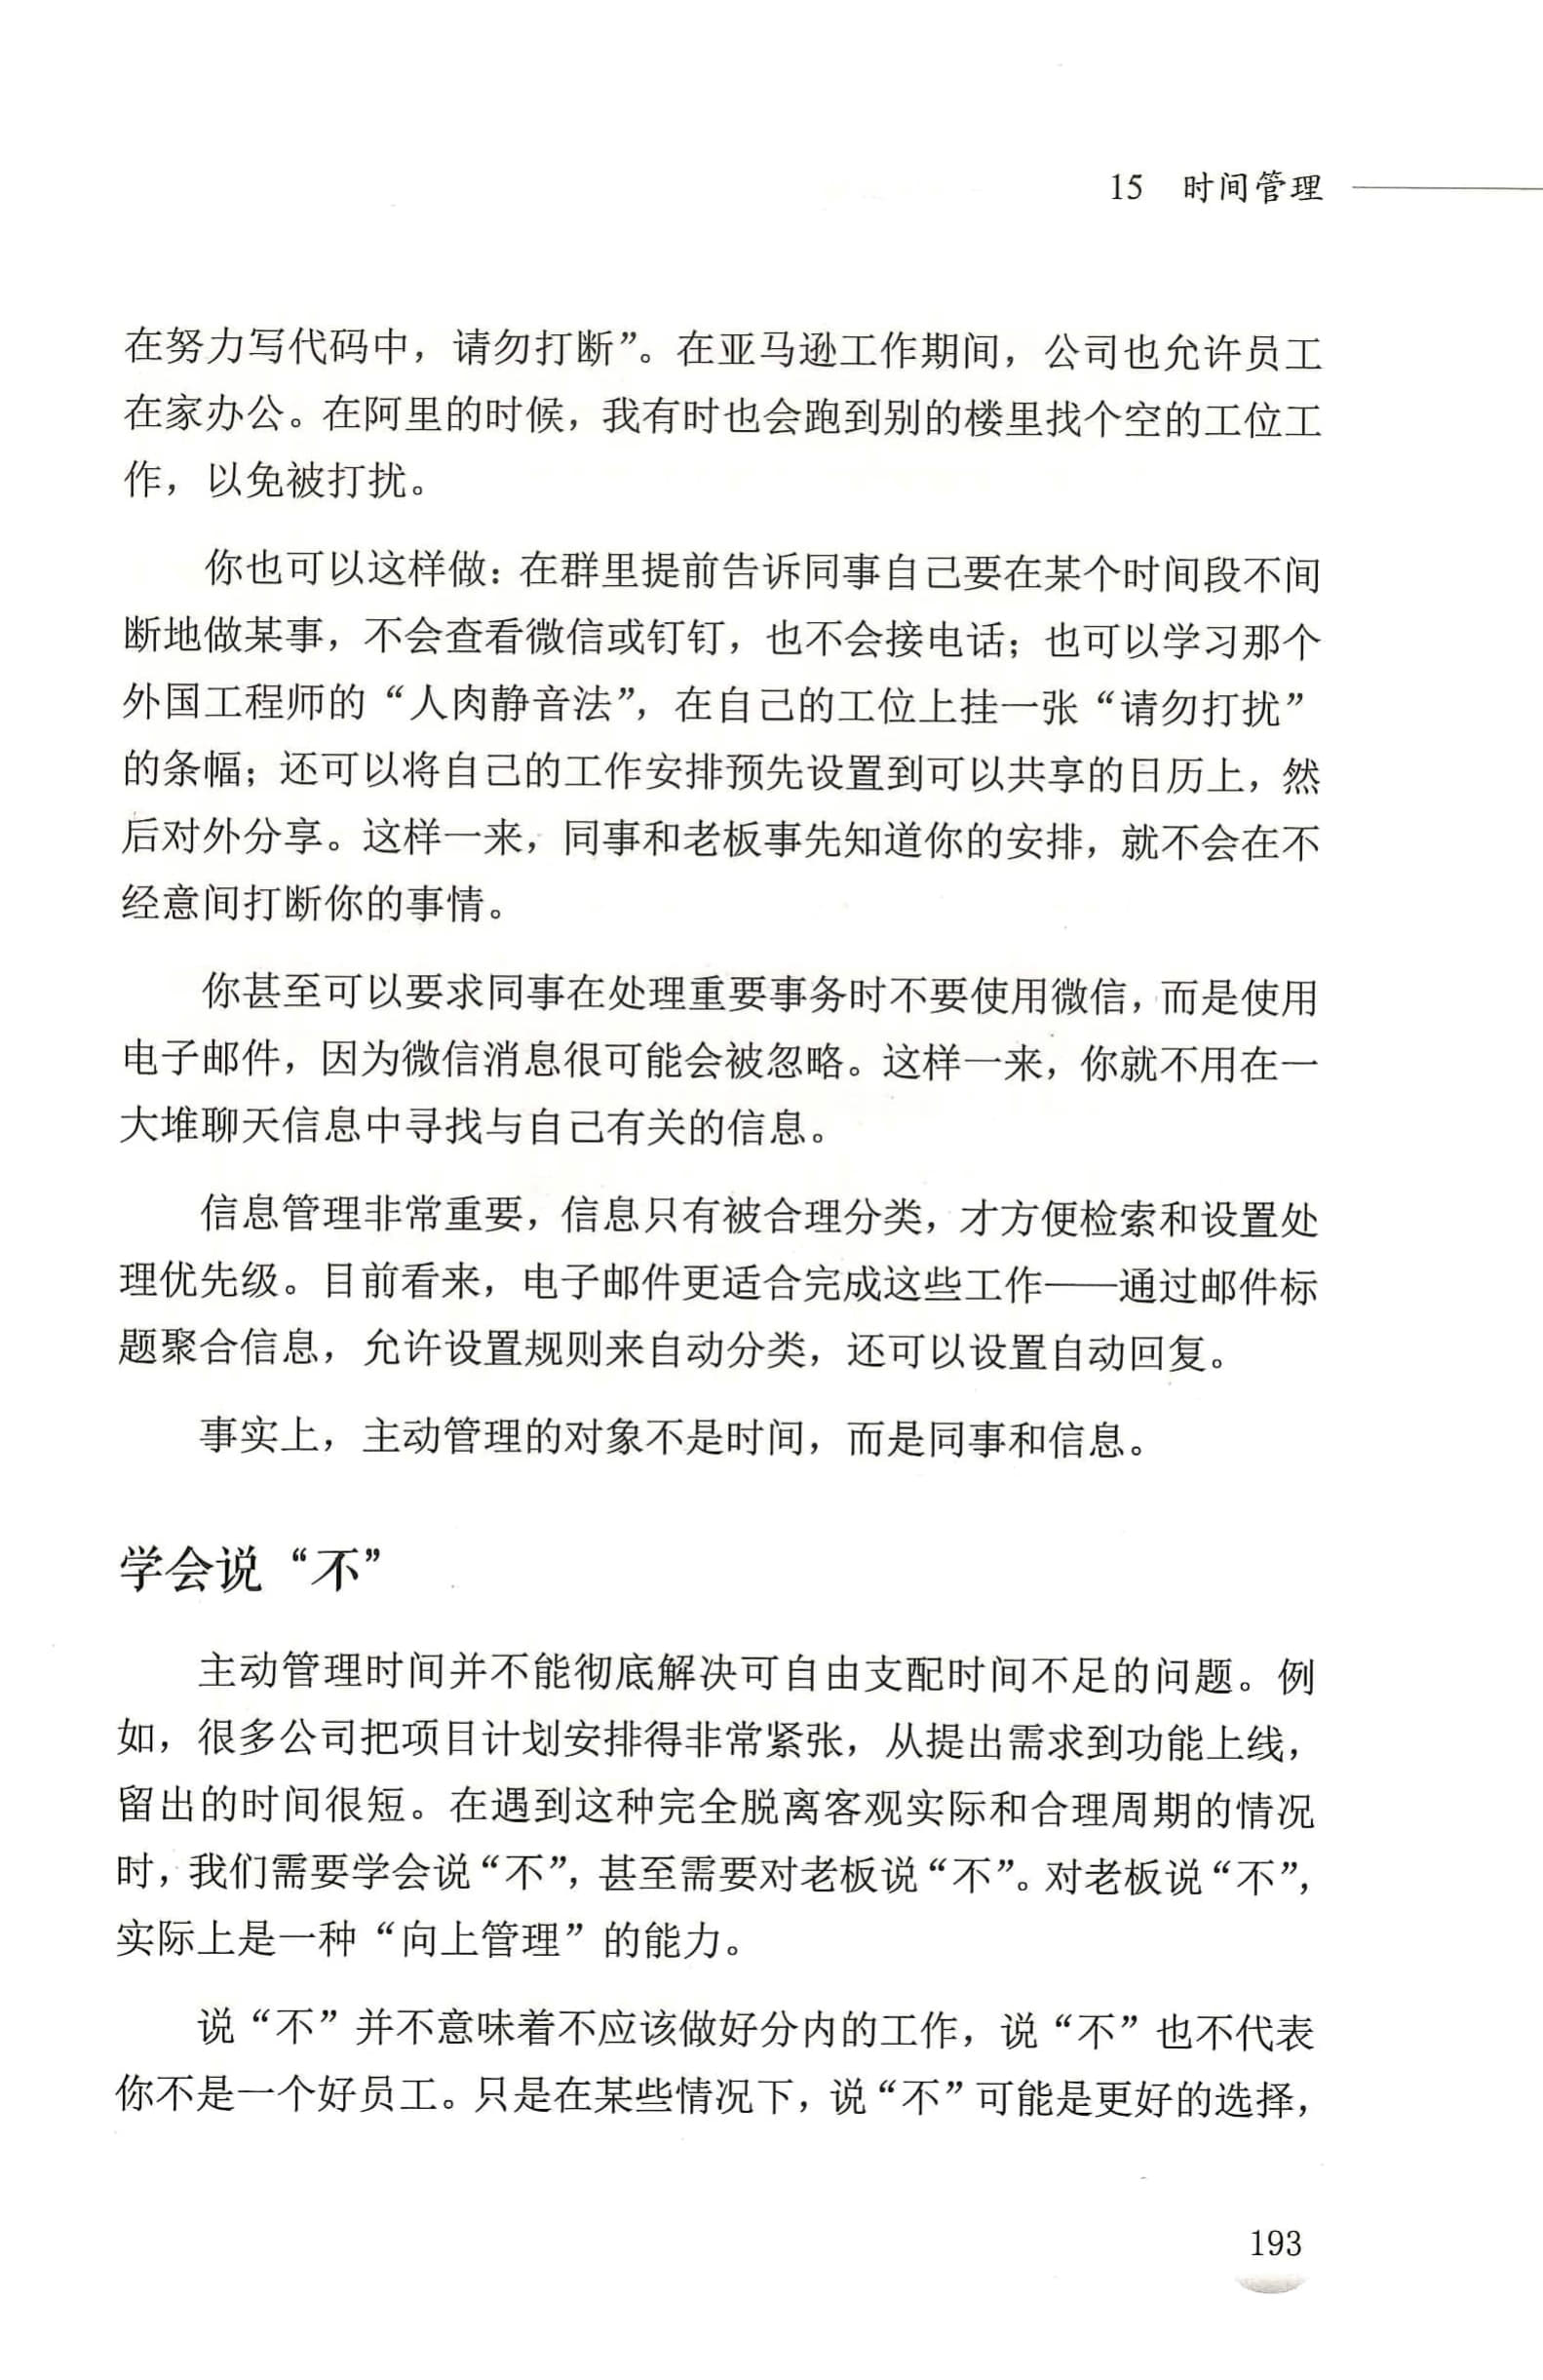 15 时间管理
在努力写代码中，请勿打断”。在亚马逊工作期间，公司也允许员工
在家办公。在阿里的时候，我有时也会跑到别的楼里找个空的工位工
作，以免被打扰。
你也可以这样做：在群里提前告诉同事自己要在某个时间段不间
断地做某事，不会查看微信或钉钉，也不会接电话；也可以学习那个
外国工程师的“人肉静音法”，在自己的工位上挂一张“请勿打扰”
的条幅；还可以将自己的工作安排预先设置到可以共享的日历上，然
后对外分享。这样一来，同事和老板事先知道你的安排，就不会在不
经意间打断你的事情。
你甚至可以要求同事在处理重要事务时不要使用微信，而是使用
电子邮件，因为微信消息很可能会被忽略。这样一来，你就不用在一
大堆聊天信息中寻找与自己有关的信息。
信息管理非常重要，信息只有被合理分类，才方便检索和设置处
理优先级。目前看来，电子邮件更适合完成这些工作——通过邮件标
题聚合信息，允许设置规则来自动分类，还可以设置自动回复。
事实上，主动管理的对象不是时间，而是同事和信息。
学会说“不”
主动管理时间并不能彻底解决可自由支配时间不足的问题。例
如，很多公司把项目计划安排得非常紧张，从提出需求到功能上线，
留出的时间很短。在遇到这种完全脱离客观实际和合理周期的情况
时，我们需要学会说“不”，甚至需要对老板说“不”。对老板说“不”，
实际上是一种“向上管理”的能力。
说“不”并不意味着不应该做好分内的工作，说“不”也不代表
你不是一个好员工。只是在某些情况下，说“不”可能是更好的选择，
193